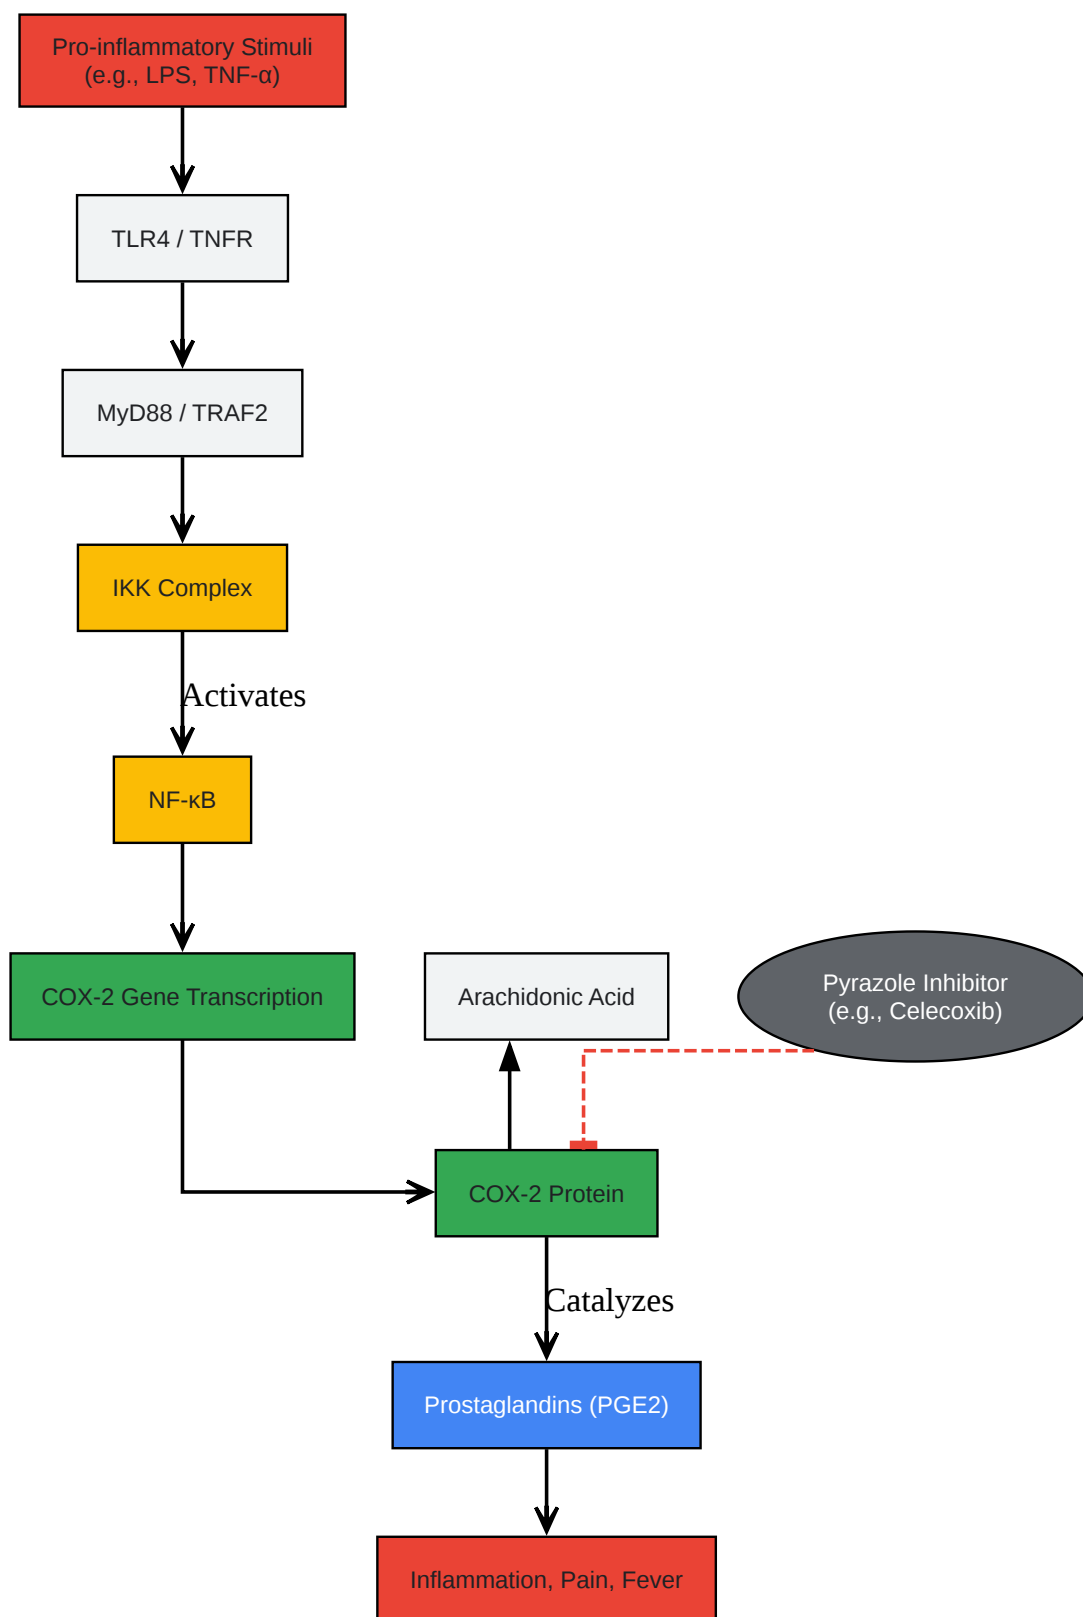 Pro-inflammatory Stimuli
(e.g., LPS, TNF-α)
TLR4 / TNFR
MyD88 / TRAF2
IKK Complex
Activates
NF-κB
COX-2 Gene Transcription
Arachidonic Acid
Pyrazole Inhibitor
(e.g., Celecoxib)
COX-2 Protein
Catalyzes
Prostaglandins (PGE2)
Inflammation, Pain, Fever